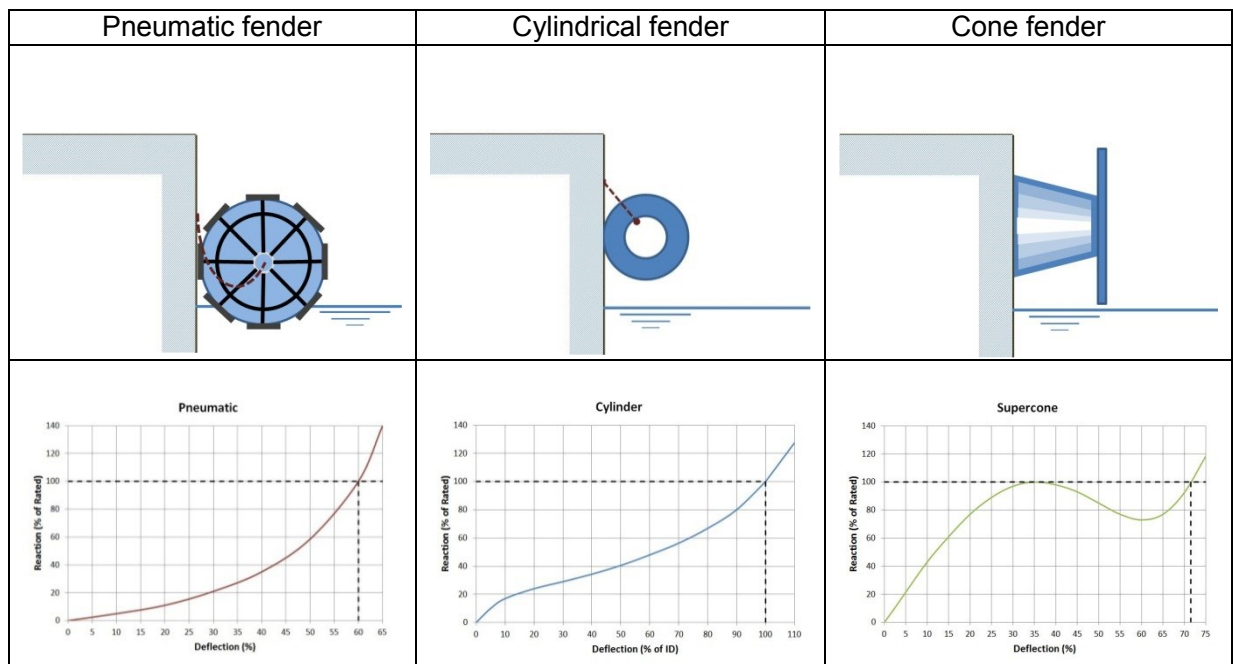 Pneumatic fender
Cylindrical fender
Cone fender
Pneumatic
Reaction (% of Rated)
140
120
100
80
60
40
20
0
0 5 10 15 20 25 30 35 40 45 50 55 60 65
Deflection (%)
Cylinder
Reaction (% of Rated)
140
120
100
80
60
40
20
0
0 10 20 30 40 50 60 70 80 90 100 110
Deflection (% of ID)
Supercone
Reaction (% of Rated)
140
120
100
80
60
40
20
0
0 5 10 15 20 25 30 35 40 45 50 55 60 65 70 75
Deflection (%)